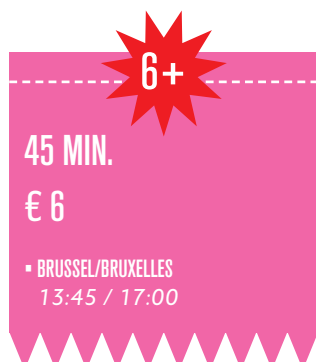 6+
45 MIN.
€ 6
▪ BRUSSEL/BRUXELLES
13:45 / 17:00